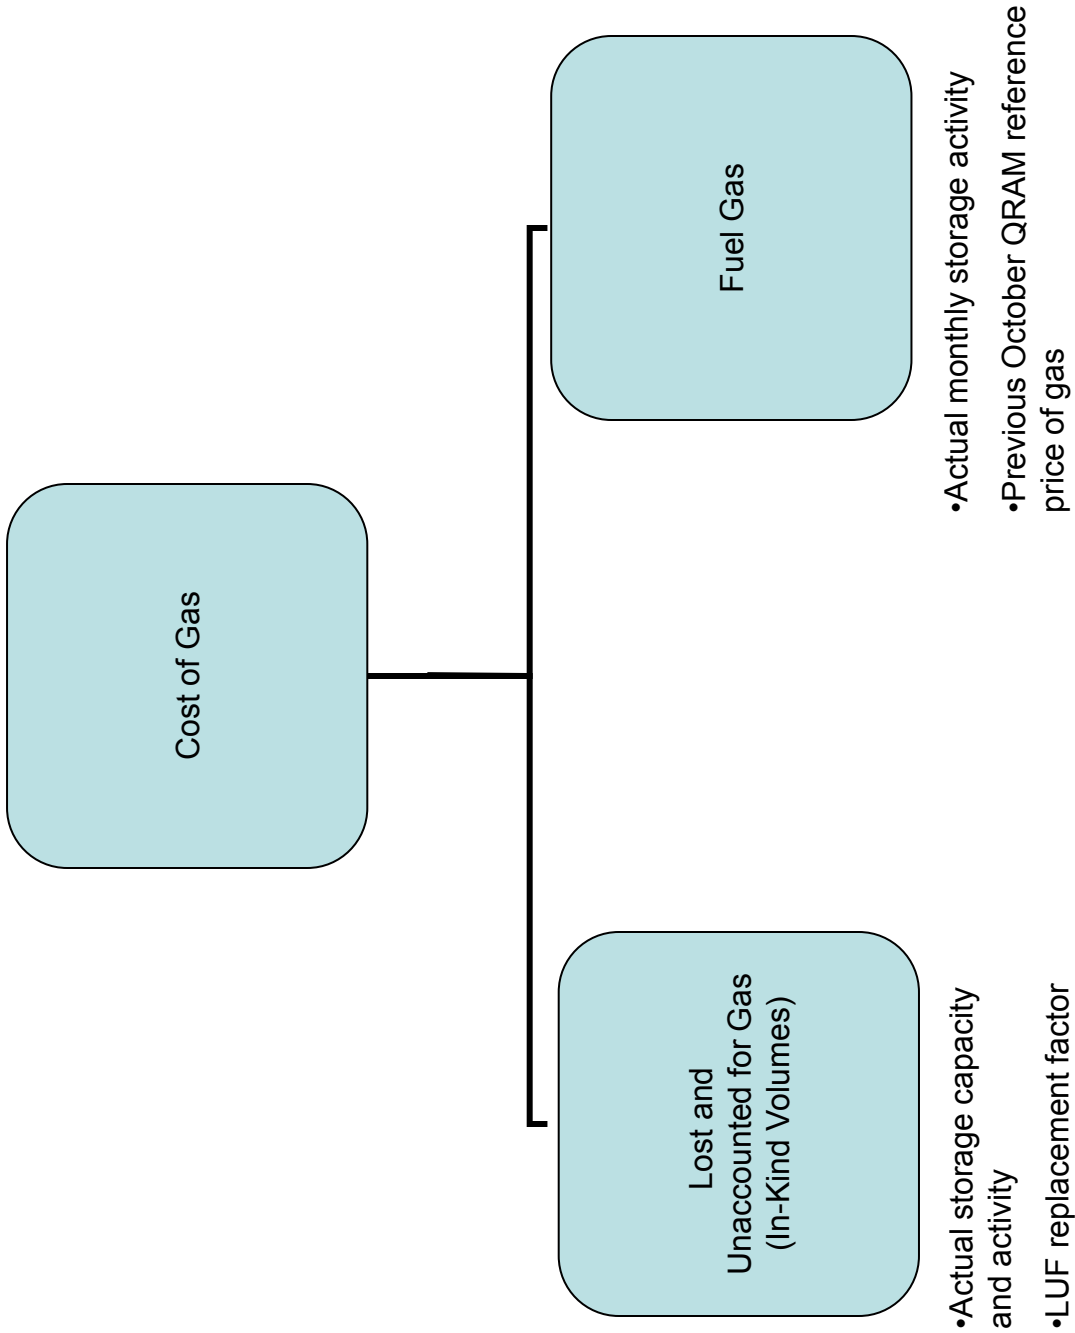 Cost of Gas
Lost and
Unaccounted for Gas
(In-Kind Volumes)
•Actual storage capacity
and activity
•LUF replacement factor
Fuel Gas
•Actual monthly storage activity
•Previous October QRAM reference
price of gas